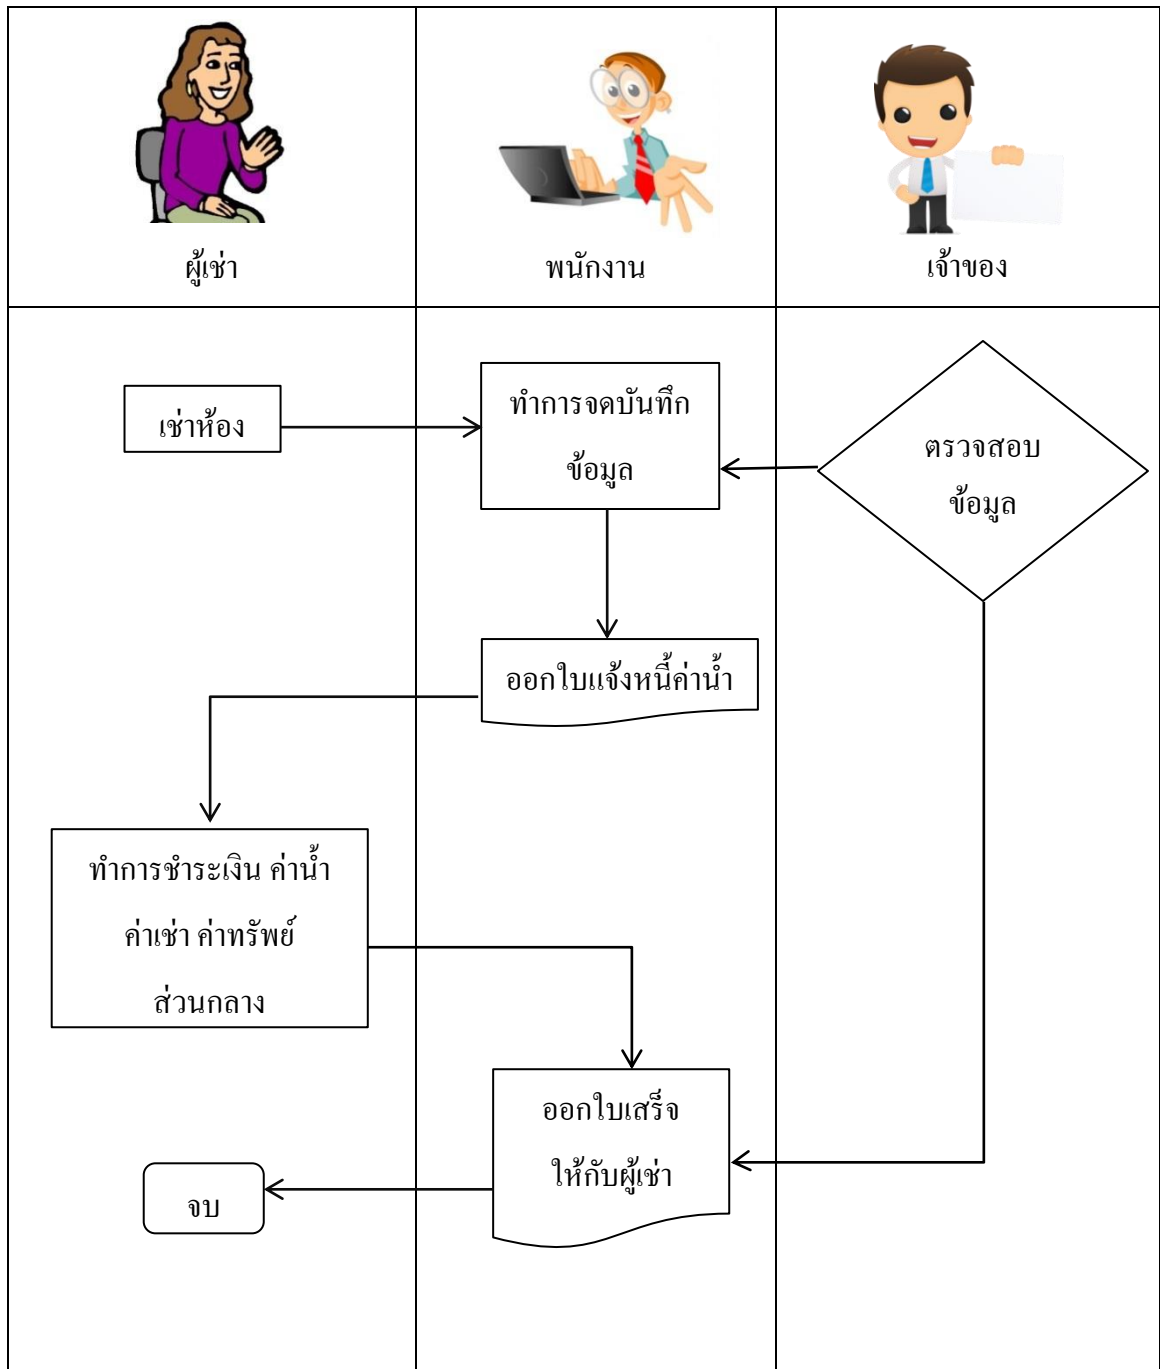 ผู้เช่า
พนักงาน
เจ้าของ
เช่าห้อง
ทำการจดบันทึก
ข้อมูล
ตรวจสอบ
ข้อมูล
ออกใบแจ้งหนี้ค่าน้ำ
ทำการชำระเงิน ค่าน้ำ
ค่าเช่า ค่าทรัพย์
ส่วนกลาง
ออกใบเสร็จ
ให้กับผู้เช่า
จบ